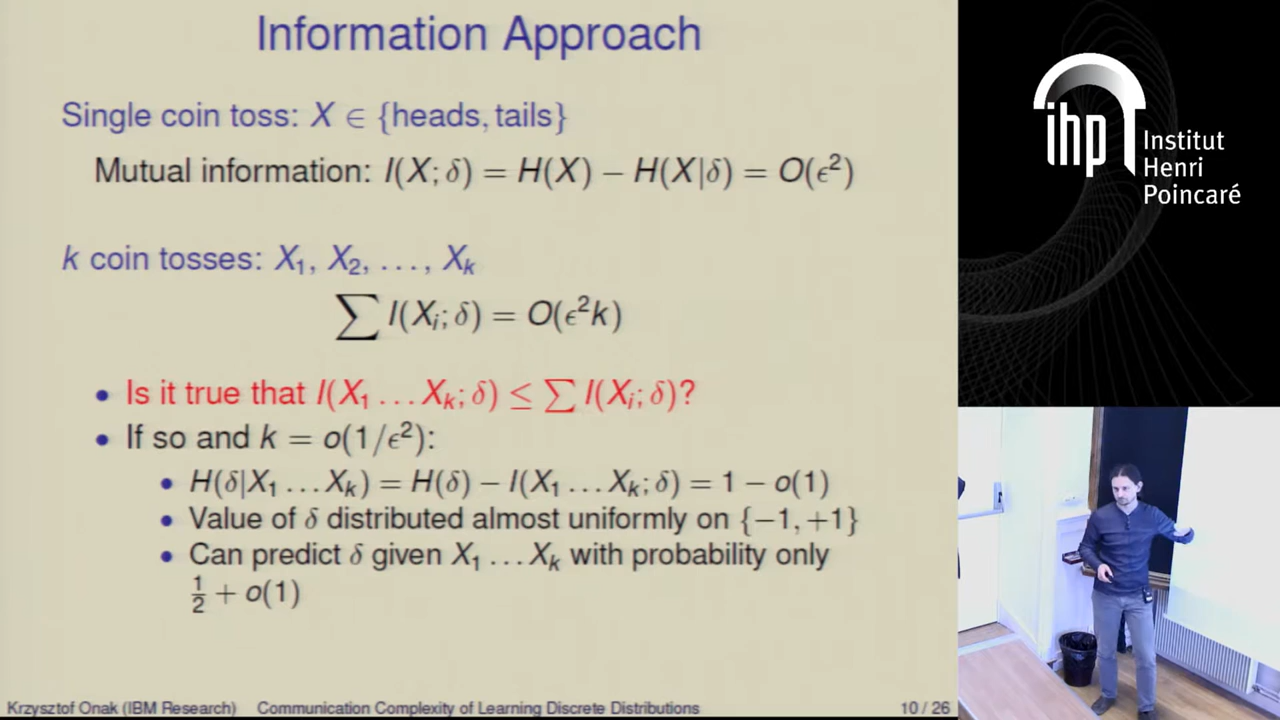 Information Approach
Single coin toss: X ∈ {heads, tails}
Mutual information: I(X; δ) = H(X) − H(X|δ) = O(ϵ²)
k coin tosses: X₁, X₂, …, Xₖ
∑ I(Xᵢ; δ) = O(ϵ²k)
• Is it true that I(X₁ … Xₖ; δ) ≤ ∑ I(Xᵢ; δ)?
• If so and k = o(1/ϵ²):
• H(δ|X₁ … Xₖ) = H(δ) − I(X₁ … Xₖ; δ) = 1 − o(1)
• Value of δ distributed almost uniformly on {−1, +1}
• Can predict δ given X₁ … Xₖ with probability only
½ + o(1)
Krzysztof Onak (IBM Research) Communication Complexity of Learning Discrete Distributions 10 / 26
ihp
Institut
Henri
Poincaré